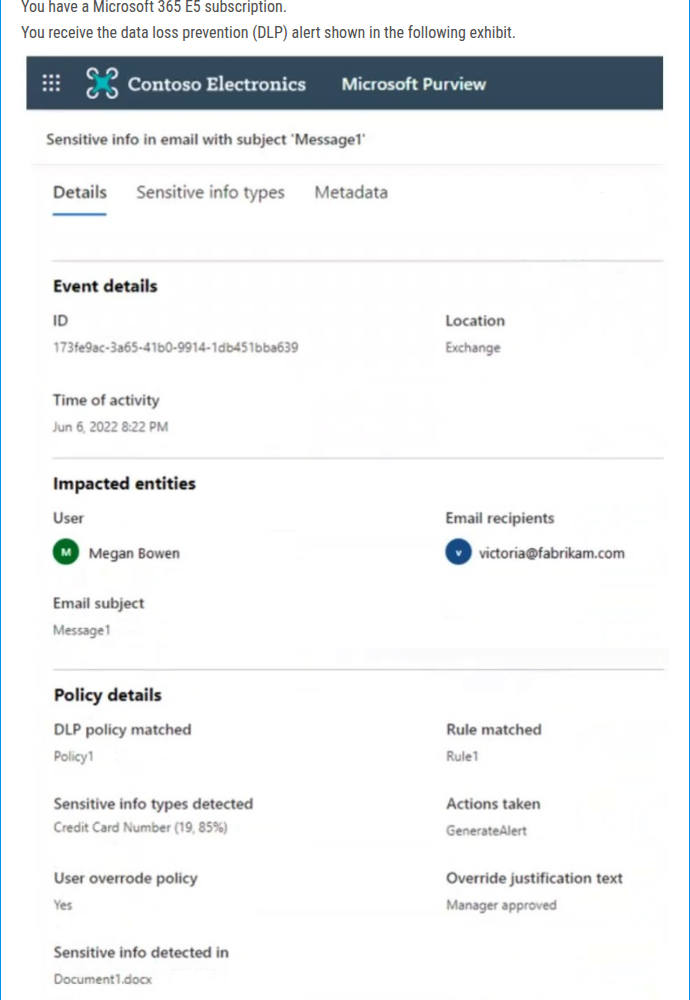 You have a Microsoft 365 E5 subscription.
You receive the data loss prevention (DLP) alert shown in the following exhibit.
Contoso Electronics Microsoft Purview
Sensitive info in email with subject 'Message1'
Details Sensitive info types Metadata
Event details
ID Location
173fe9ac-3a65-41b0-9914-1db451bba639 Exchange
Time of activity
Jun 6, 2022 8:22 PM
Impacted entities
User Email recipients
M Megan Bowen v victoria@fabrikam.com
Email subject
Message1
Policy details
DLP policy matched Rule matched
Policy1 Rule1
Sensitive info types detected Actions taken
Credit Card Number (19, 85%) GenerateAlert
User overrode policy Override justification text
Yes Manager approved
Sensitive info detected in
Document1.docx